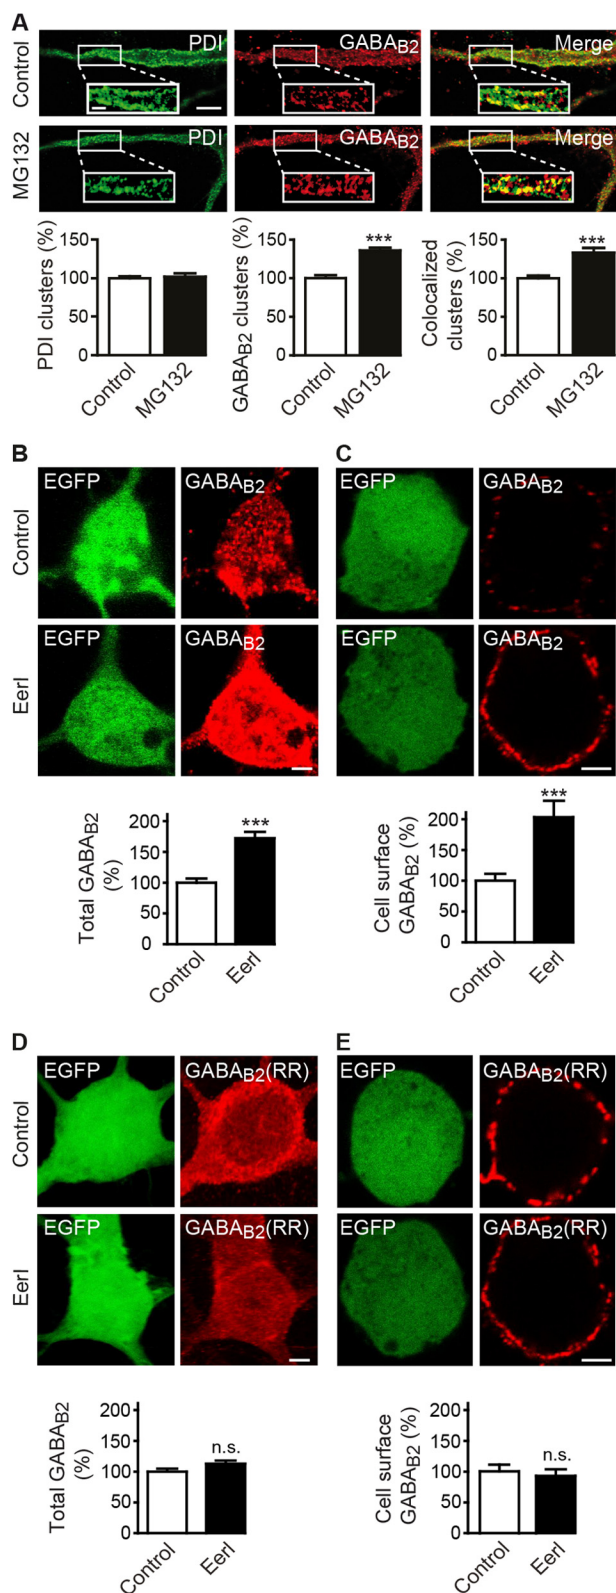 A
Control
PDI
GABAB2
Merge
MG132
PDI
GABAB2
Merge
PDI clusters (%)
150
100
50
0
Control
MG132
GABAB2 clusters (%)
150
100
50
0
***
Control
MG132
Colocalized clusters (%)
150
100
50
0
***
Control
MG132
B
Control
EGFP
GABAB2
EerI
EGFP
GABAB2
Total GABAB2 (%)
200
150
100
50
0
***
Control
EerI
C
EGFP
GABAB2
EGFP
GABAB2
Cell surface GABAB2 (%)
200
150
100
50
0
***
Control
EerI
D
Control
EGFP
GABAB2(RR)
EerI
EGFP
GABAB2(RR)
Total GABAB2 (%)
200
150
100
50
0
n.s.
Control
EerI
E
EGFP
GABAB2(RR)
EGFP
GABAB2(RR)
Cell surface GABAB2 (%)
200
150
100
50
0
n.s.
Control
EerI